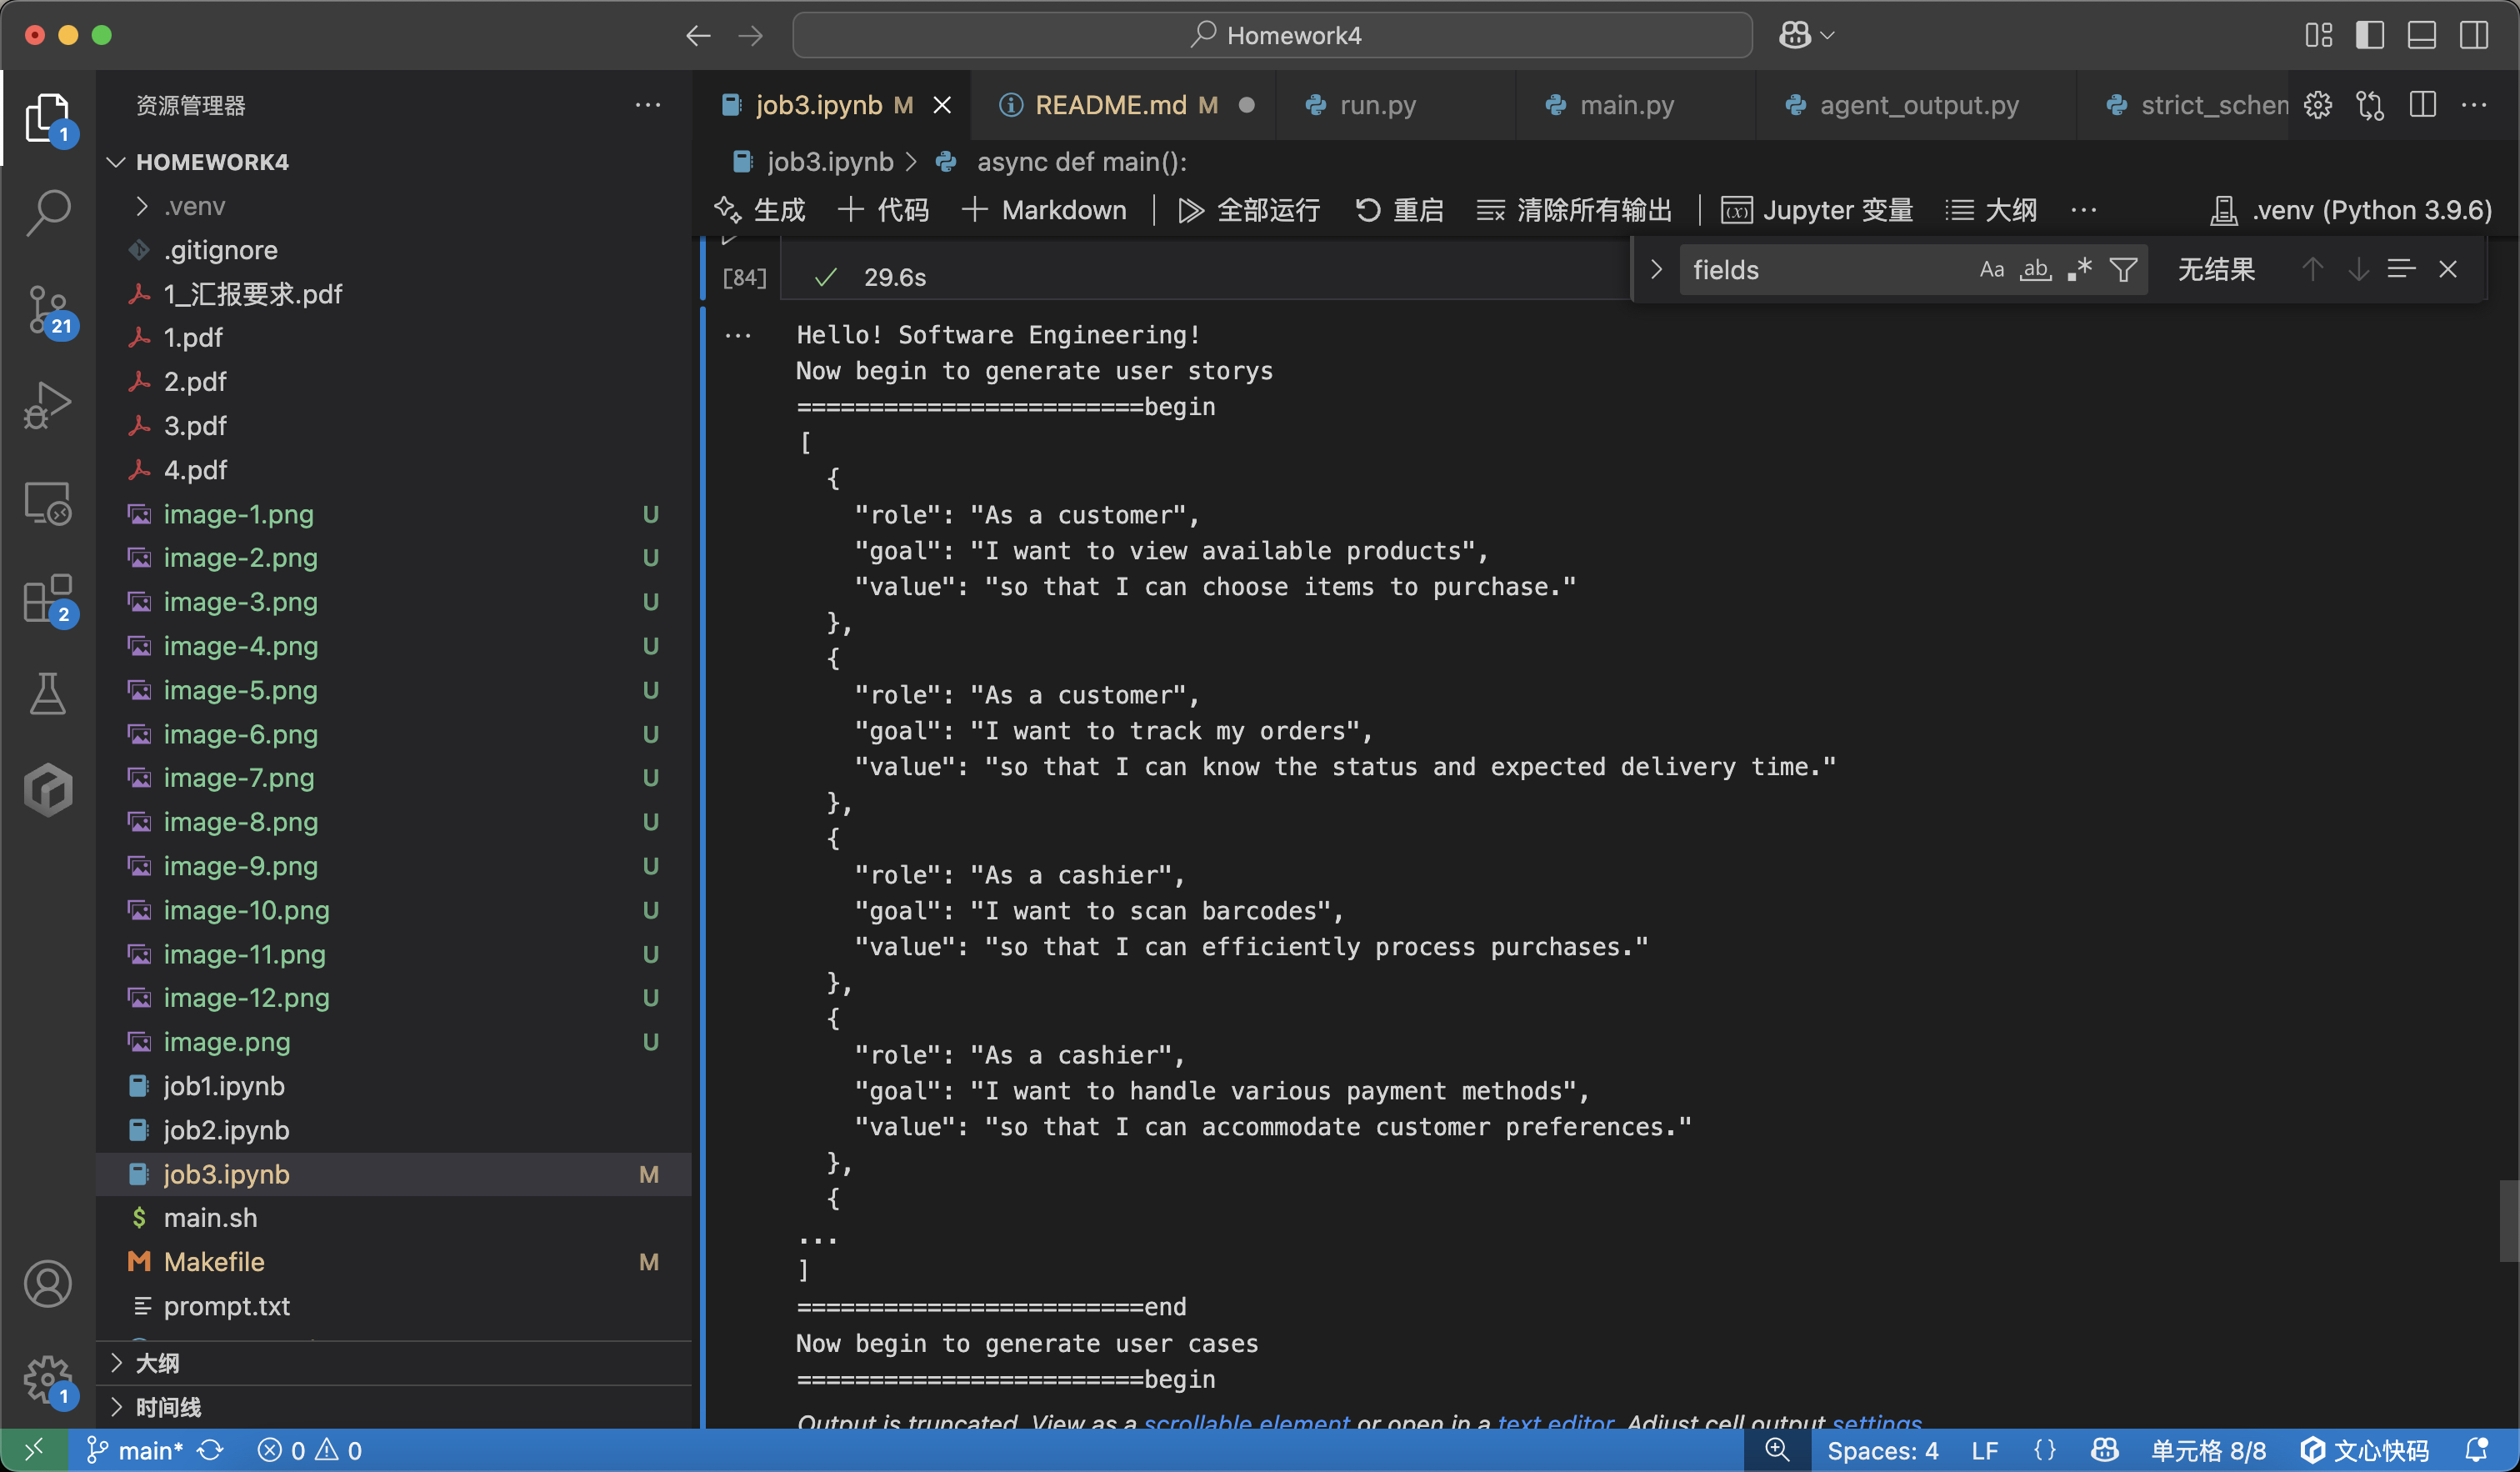 Homework4
资源管理器
HOMEWORK4
.venv
.gitignore
1_汇报要求.pdf
1.pdf
2.pdf
3.pdf
4.pdf
image-1.png U
image-2.png U
image-3.png U
image-4.png U
image-5.png U
image-6.png U
image-7.png U
image-8.png U
image-9.png U
image-10.png U
image-11.png U
image-12.png U
image.png U
job1.ipynb
job2.ipynb
job3.ipynb M
$ main.sh
M Makefile M
prompt.txt
大纲
时间线
1
21
2
1
job3.ipynb M README.md M run.py main.py agent_output.py strict_schem
job3.ipynb > async def main():
生成 代码 Markdown 全部运行 重启 清除所有输出 Jupyter 变量 大纲 ... .venv (Python 3.9.6)
fields Aa ab .* 无结果
[84] 29.6s
Hello! Software Engineering!
Now begin to generate user storys
========================begin
[
{
"role": "As a customer",
"goal": "I want to view available products",
"value": "so that I can choose items to purchase."
},
{
"role": "As a customer",
"goal": "I want to track my orders",
"value": "so that I can know the status and expected delivery time."
},
{
"role": "As a cashier",
"goal": "I want to scan barcodes",
"value": "so that I can efficiently process purchases."
},
{
"role": "As a cashier",
"goal": "I want to handle various payment methods",
"value": "so that I can accommodate customer preferences."
},
{
...
]
========================end
Now begin to generate user cases
========================begin
Output is truncated. View as a scrollable element or open in a text editor. Adjust cell output settings
main* 0 0 Spaces: 4 LF {} 单元格 8/8 文心快码